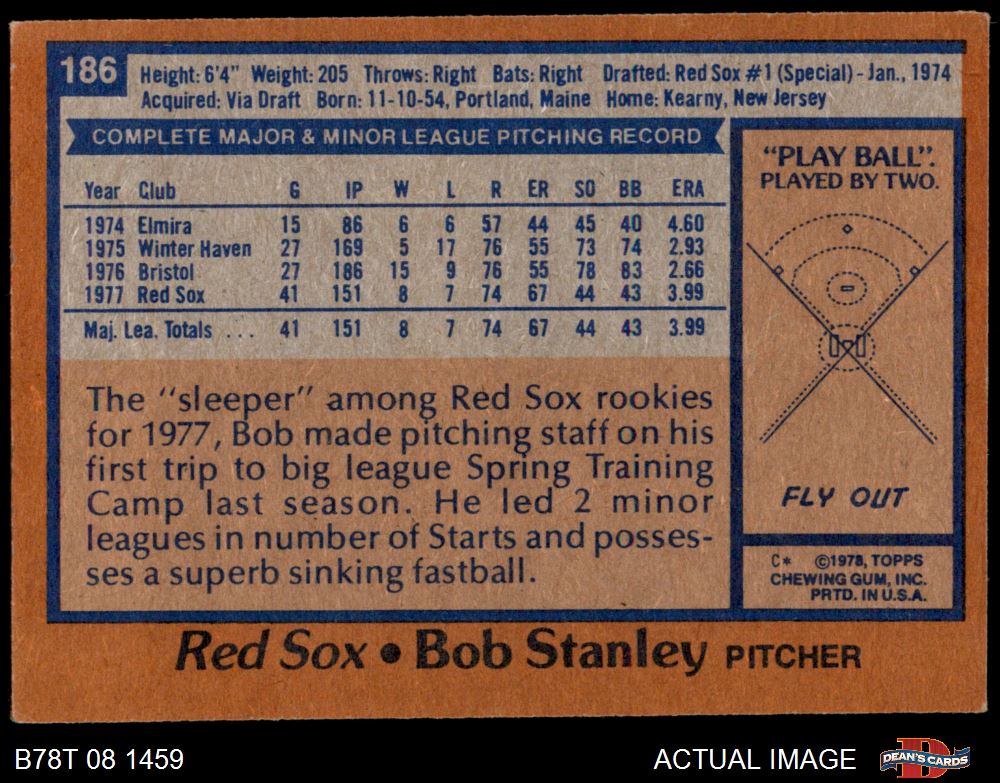 186
Height: 6'4" Weight: 205 Throws: Right Bats: Right Drafted: Red Sox #1 (Special) - Jan., 1974
Acquired: Via Draft Born: 11-10-54, Portland, Maine Home: Kearny, New Jersey
COMPLETE MAJOR & MINOR LEAGUE PITCHING RECORD
Year Club G IP W L R ER SO BB ERA
1974 Elmira 15 86 6 6 57 44 45 40 4.60
1975 Winter Haven 27 169 5 17 76 55 73 74 2.93
1976 Bristol 27 186 15 9 76 55 78 83 2.66
1977 Red Sox 41 151 8 7 74 67 44 43 3.99
Maj. Lea. Totals . . . 41 151 8 7 74 67 44 43 3.99
The "sleeper" among Red Sox rookies
for 1977, Bob made pitching staff on his
first trip to big league Spring Training
Camp last season. He led 2 minor
leagues in number of Starts and posses-
ses a superb sinking fastball.
"PLAY BALL".
PLAYED BY TWO.
FLY OUT
C* ©1978, TOPPS
CHEWING GUM, INC.
PRTD. IN U.S.A.
Red Sox • Bob Stanley PITCHER
B78T 08 1459
ACTUAL IMAGE
DEAN'S CARDS